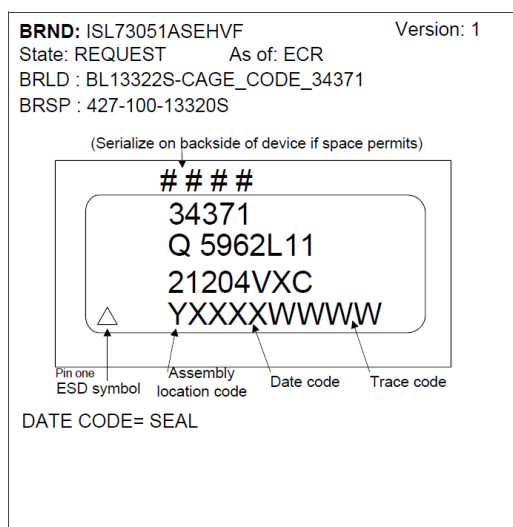 BRND: ISL73051ASEHVF Version: 1
State: REQUEST As of: ECR
BRLD : BL13322S-CAGE_CODE_34371
BRSP : 427-100-13320S
(Serialize on backside of device if space permits)
# # # #
34371
Q 5962L11
21204VXC
YXXXXWWWW
Pin one
ESD symbol
Assembly
location code
Date code
Trace code
DATE CODE= SEAL